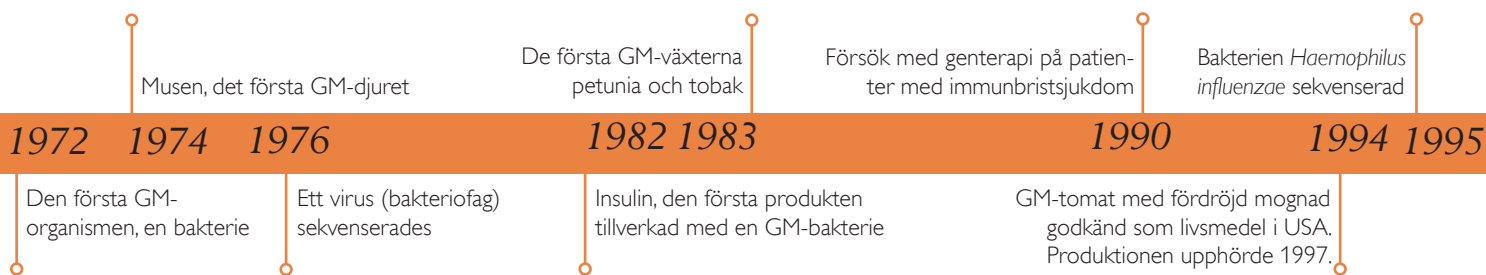 De första GM-växterna
petunia och tobak
Försök med genterapi på patien-
ter med immunbristsjukdom
Bakterien Haemophilus
influenzae sekvenserad
Musen, det första GM-djuret
1972 1974 1976 1982 1983 1990 1994 1995
Den första GM-
organismen, en bakterie
Ett virus (bakteriofag)
sekvenserades
Insulin, den första produkten
tillverkad med en GM-bakterie
GM-tomat med fördröjd mognad
godkänd som livsmedel i USA.
Produktionen upphörde 1997.